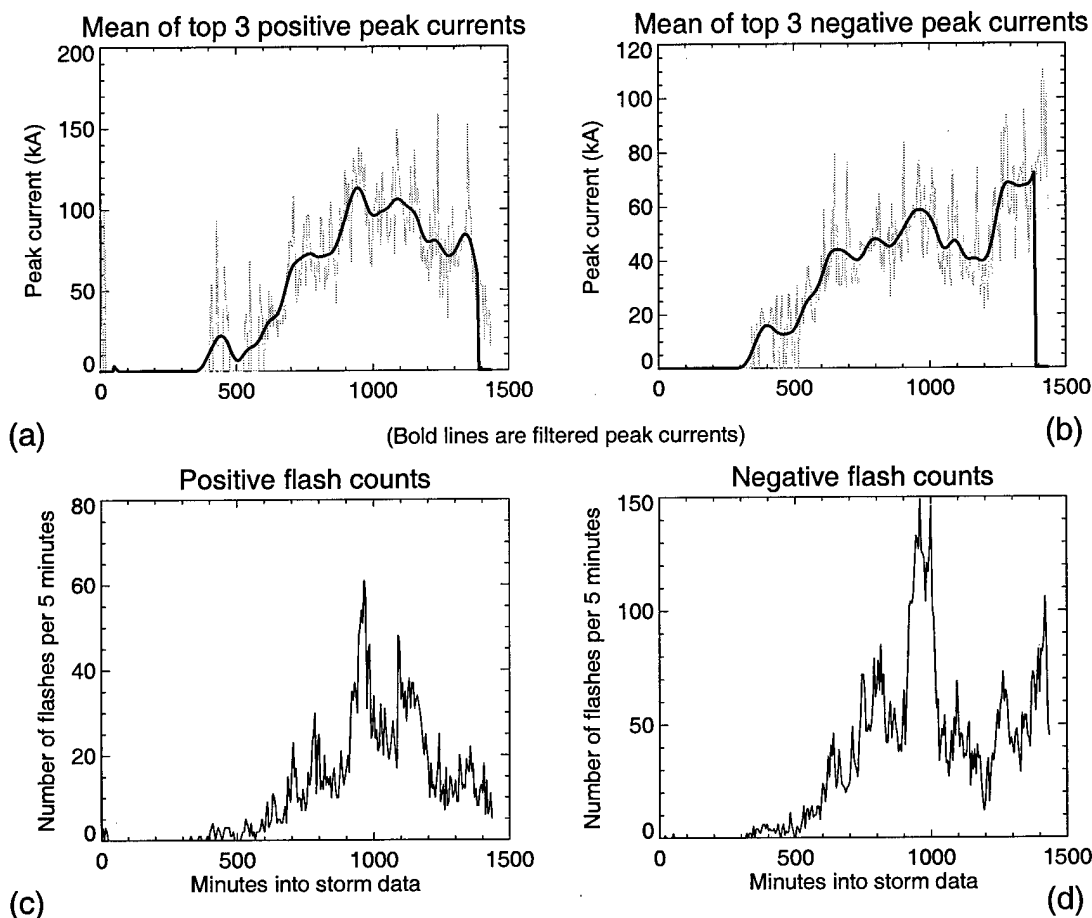 Mean of top 3 positive peak currents
Peak current (kA)
200
150
100
50
0
0 500 1000 1500
(a)
Mean of top 3 negative peak currents
Peak current (kA)
120
100
80
60
40
20
0
0 500 1000 1500
(b)
(Bold lines are filtered peak currents)
Positive flash counts
Number of flashes per 5 minutes
80
60
40
20
0
0 500 1000 1500
Minutes into storm data
(c)
Negative flash counts
Number of flashes per 5 minutes
150
100
50
0
0 500 1000 1500
Minutes into storm data
(d)